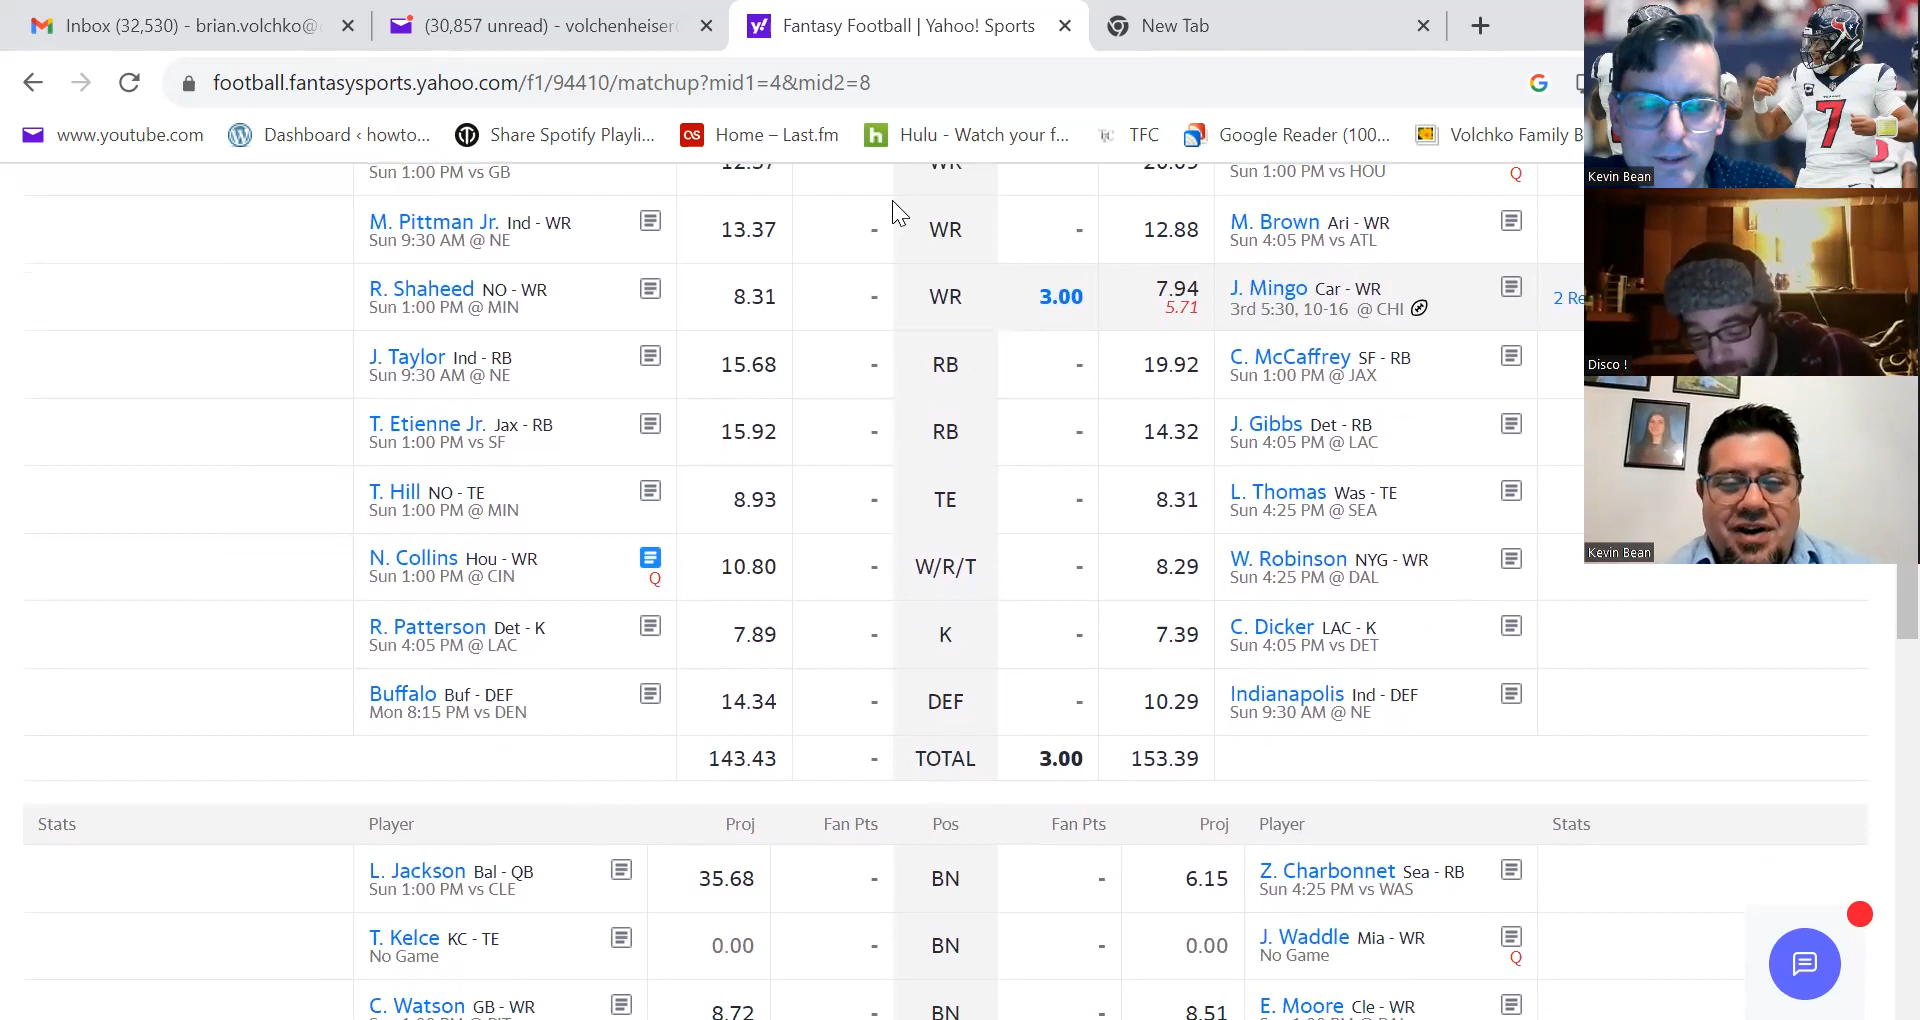 Inbox (32,530) - brian.volchko@
(30,857 unread) - volchenheiser
Fantasy Football | Yahoo! Sports
New Tab
football.fantasysports.yahoo.com/f1/94410/matchup?mid1=4&mid2=8
www.youtube.com
Dashboard ‹ howto...
Share Spotify Playli...
Home – Last.fm
Hulu - Watch your f...
TFC
Google Reader (100...
Volchko Family B
7
Kevin Bean
Disco !
Kevin Bean
Sun 1:00 PM vs GB 12.37 WR 20.09 Sun 1:00 PM vs HOU Q
M. Pittman Jr. Ind - WR 13.37 - WR - 12.88 M. Brown Ari - WR
Sun 9:30 AM @ NE Sun 4:05 PM vs ATL
R. Shaheed NO - WR 8.31 - WR 3.00 7.94 J. Mingo Car - WR 2 Re
Sun 1:00 PM @ MIN 5.71 3rd 5:30, 10-16 @ CHI
J. Taylor Ind - RB 15.68 - RB - 19.92 C. McCaffrey SF - RB
Sun 9:30 AM @ NE Sun 1:00 PM @ JAX
T. Etienne Jr. Jax - RB 15.92 - RB - 14.32 J. Gibbs Det - RB
Sun 1:00 PM vs SF Sun 4:05 PM @ LAC
T. Hill NO - TE 8.93 - TE - 8.31 L. Thomas Was - TE
Sun 1:00 PM @ MIN Sun 4:25 PM @ SEA
N. Collins Hou - WR 10.80 - W/R/T - 8.29 W. Robinson NYG - WR
Sun 1:00 PM @ CIN Q Sun 4:25 PM @ DAL
R. Patterson Det - K 7.89 - K - 7.39 C. Dicker LAC - K
Sun 4:05 PM @ LAC Sun 4:05 PM vs DET
Buffalo Buf - DEF 14.34 - DEF - 10.29 Indianapolis Ind - DEF
Mon 8:15 PM vs DEN Sun 9:30 AM @ NE
143.43 - TOTAL 3.00 153.39
Stats Player Proj Fan Pts Pos Fan Pts Proj Player Stats
L. Jackson Bal - QB 35.68 - BN - 6.15 Z. Charbonnet Sea - RB
Sun 1:00 PM vs CLE Sun 4:25 PM vs WAS
T. Kelce KC - TE 0.00 - BN - 0.00 J. Waddle Mia - WR
No Game No Game Q
C. Watson GB - WR 8.72 - BN - 8.51 E. Moore Cle - WR